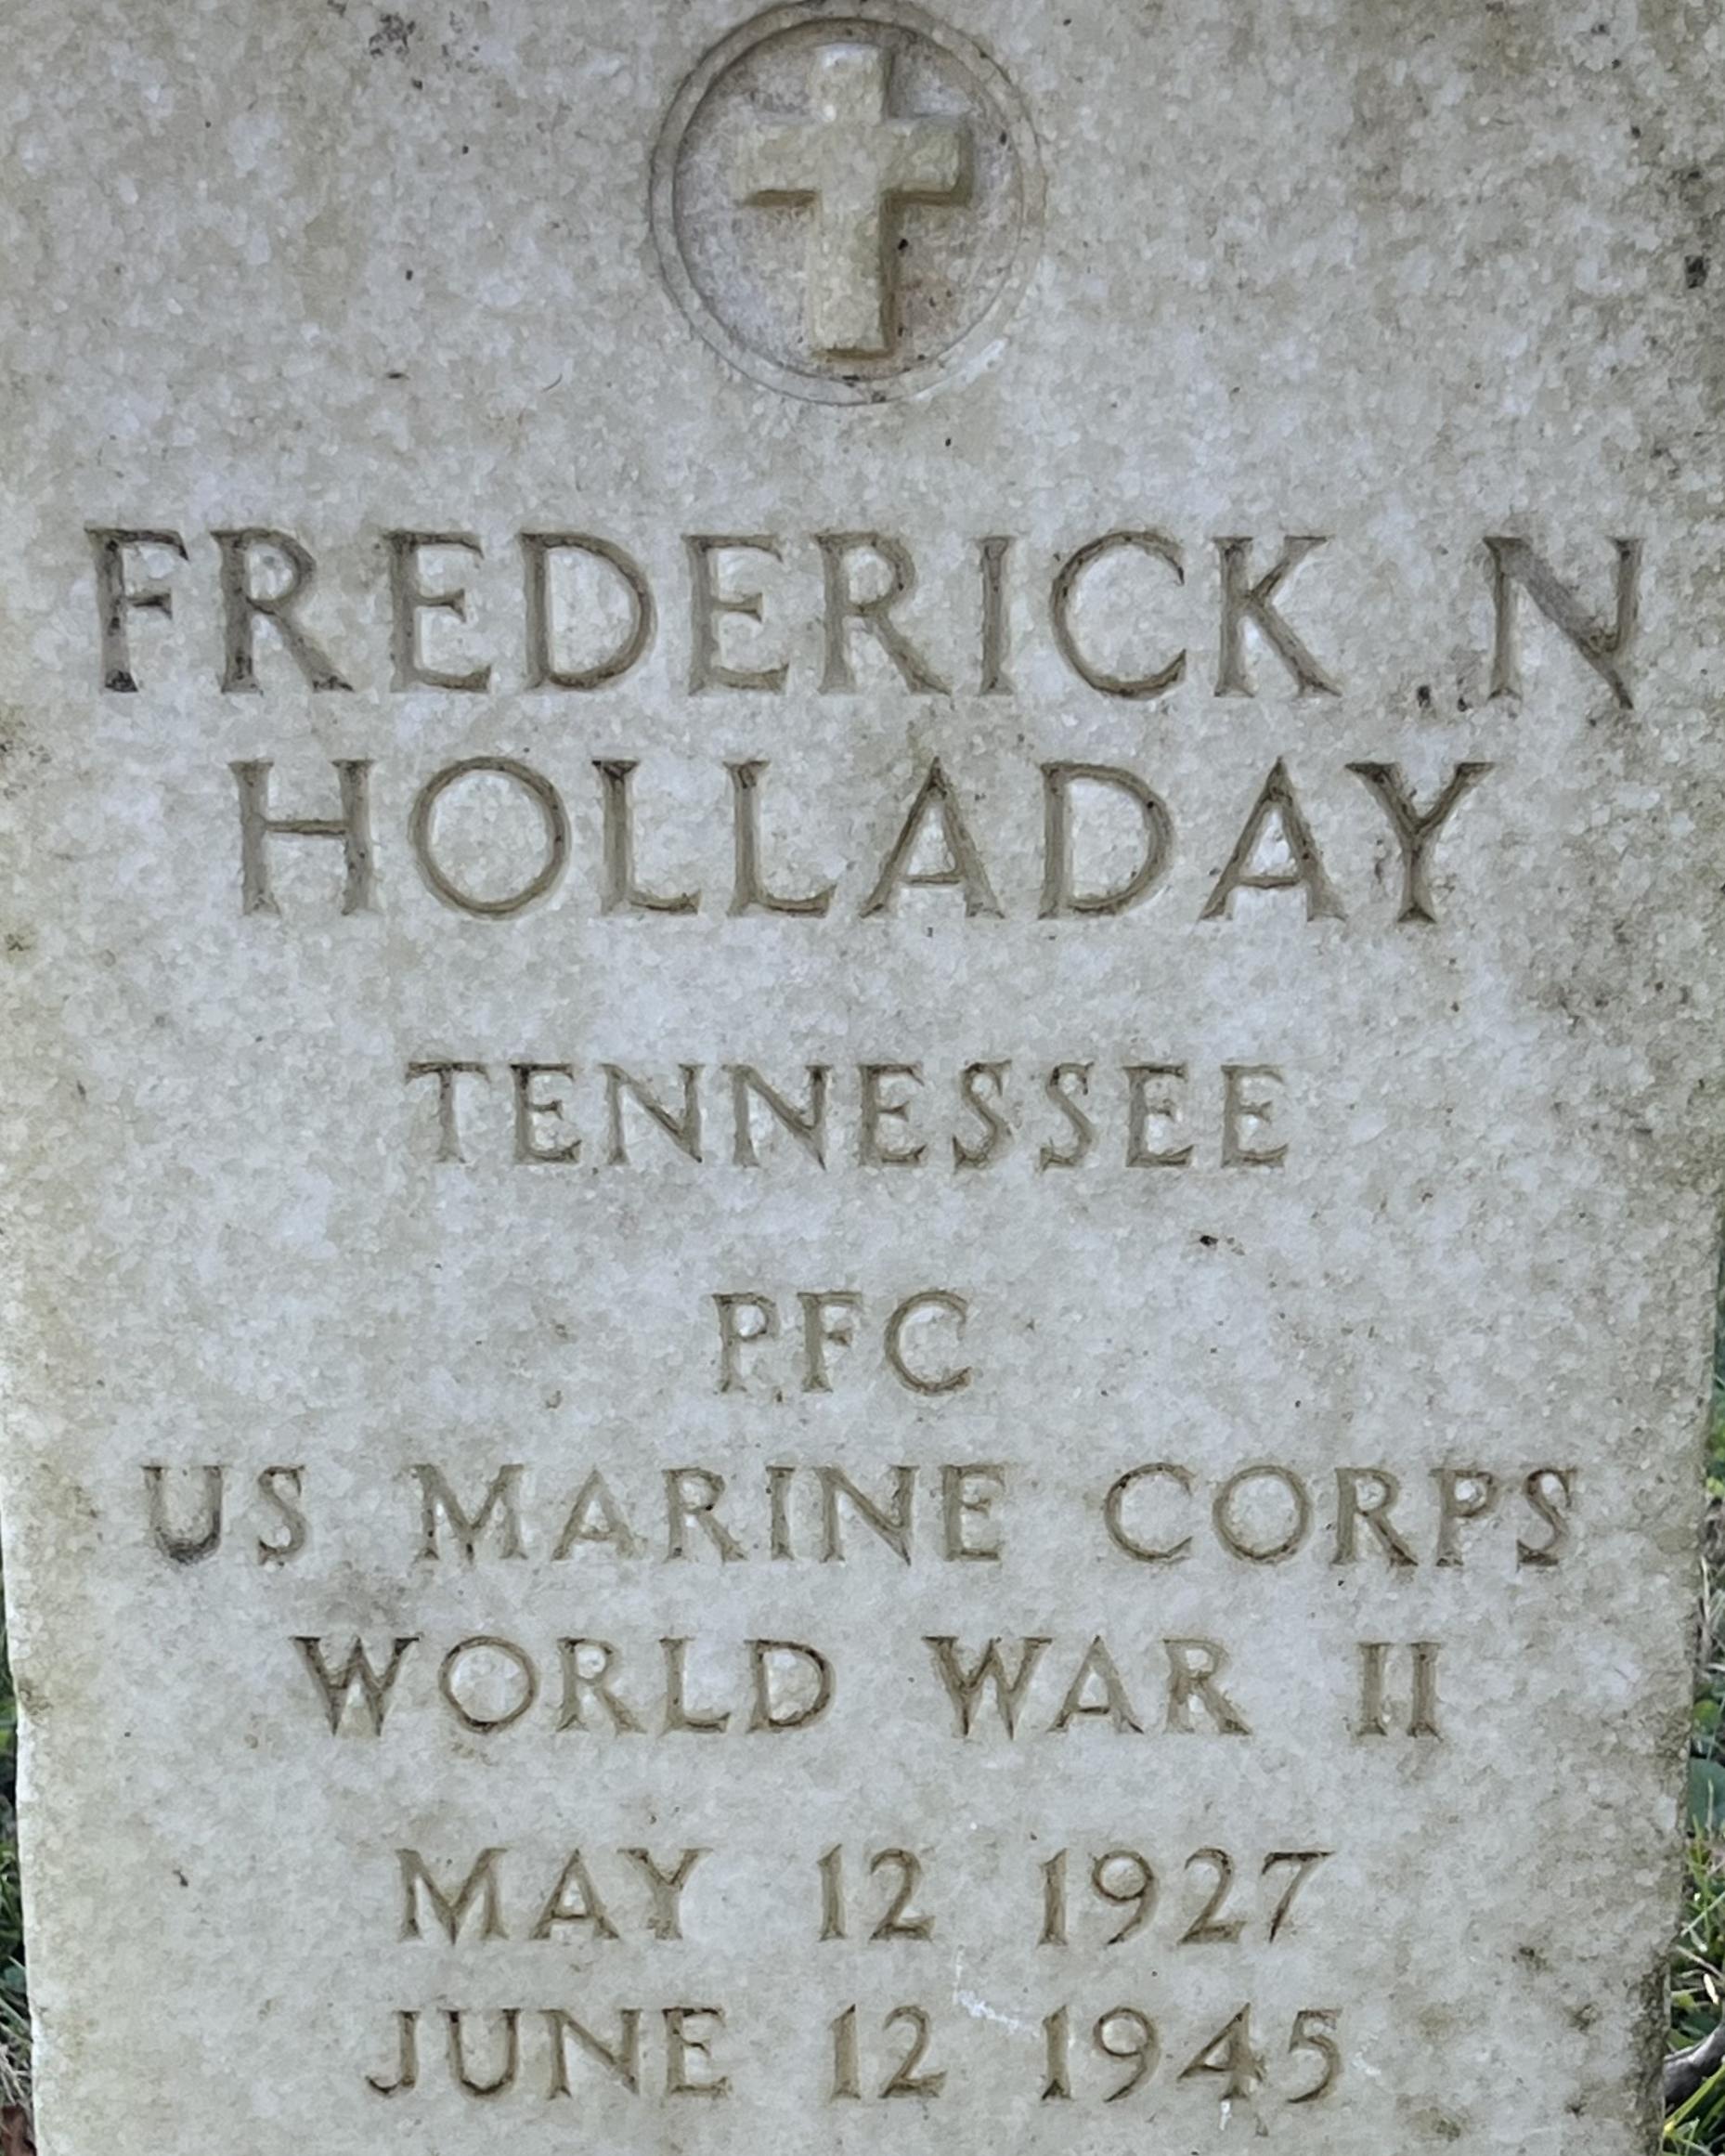 FREDERICK N
HOLLADAY
TENNESSEE
PFC
US MARINE CORPS
WORLD WAR II
MAY 12 1927
JUNE 12 1945